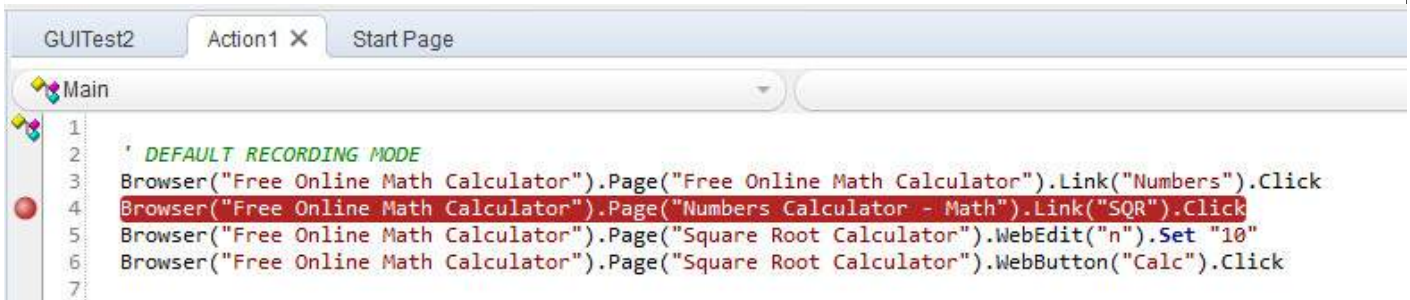 GUITest2 Action1 X Start Page
Main
1
2 ' DEFAULT RECORDING MODE
3 Browser("Free Online Math Calculator").Page("Free Online Math Calculator").Link("Numbers").Click
4 Browser("Free Online Math Calculator").Page("Numbers Calculator - Math").Link("SQR").Click
5 Browser("Free Online Math Calculator").Page("Square Root Calculator").WebEdit("n").Set "10"
6 Browser("Free Online Math Calculator").Page("Square Root Calculator").WebButton("Calc").Click
7